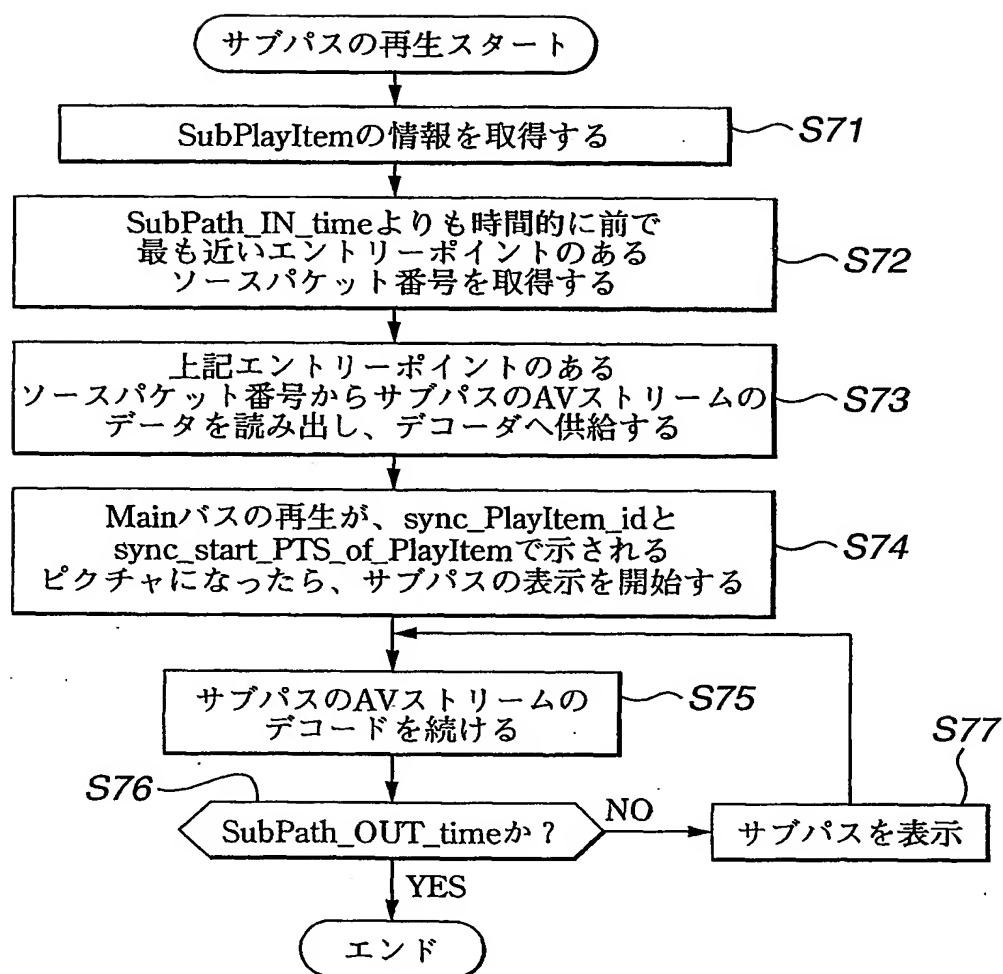 サブパスの再生スタート
SubPlayItemの情報を取得する
S71
SubPath_IN_timeよりも時間的に前で
最も近いエントリーポイントのある
ソースパケット番号を取得する
S72
上記エントリーポイントのある
ソースパケット番号からサブパスのAVストリームの
データを読み出し、デコーダへ供給する
S73
Mainパスの再生が、sync_PlayItem_idと
sync_start_PTS_of_PlayItemで示される
ピクチャになったら、サブパスの表示を開始する
S74
サブパスのAVストリームの
デコードを続ける
S75
S76
SubPath_OUT_timeか？
NO
S77
サブパスを表示
YES
エンド